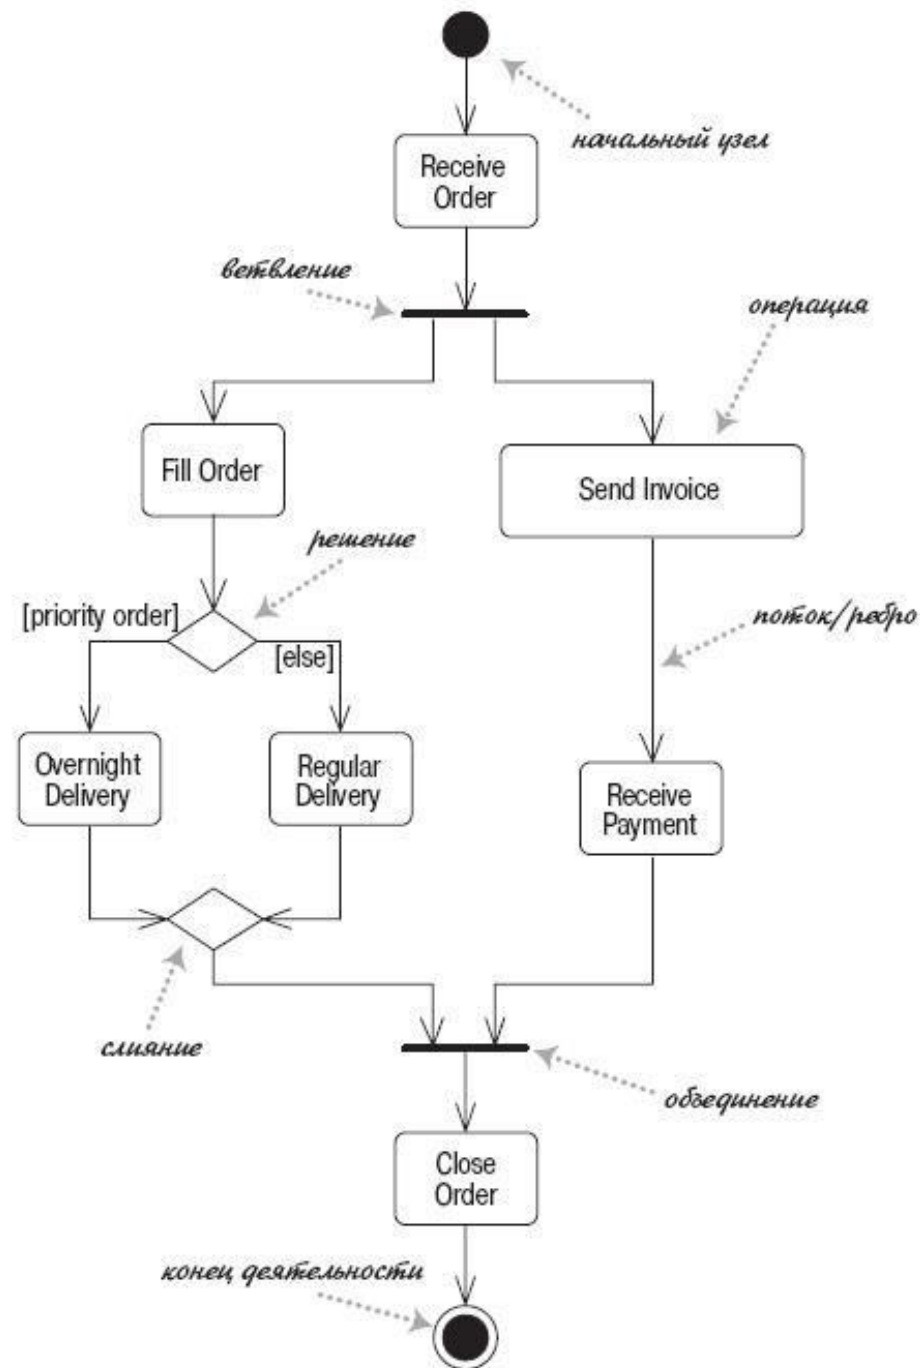 начальный узел
Receive
Order
ветвление
операция
Fill Order
Send Invoice
решение
[priority order]
[else]
поток/ребро
Overnight
Delivery
Regular
Delivery
Receive
Payment
слияние
объединение
Close
Order
конец деятельности